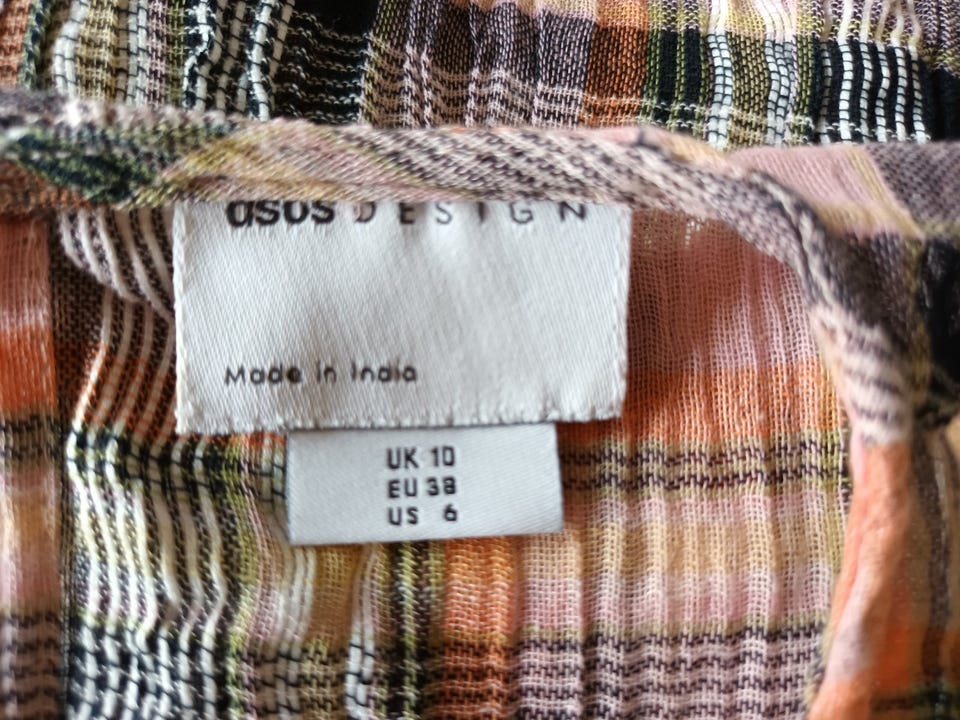 asos DESIGN
Made in India
UK 10
EU 38
US 6